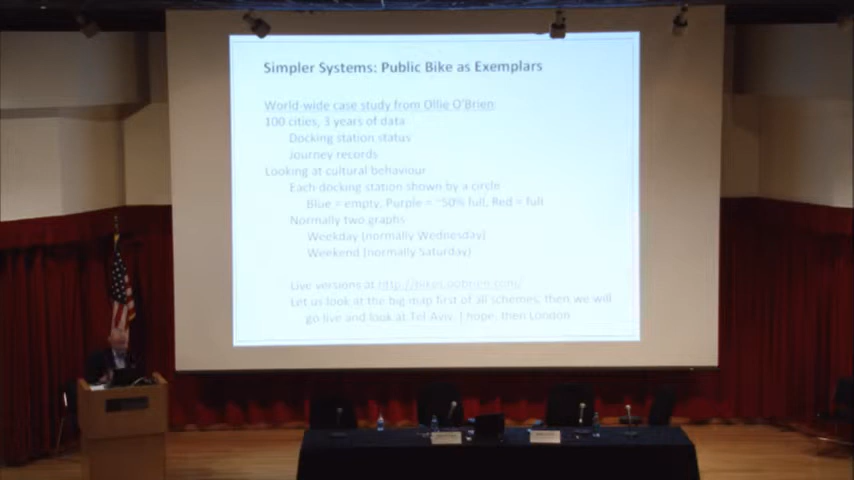 Simpler Systems: Public Bike as Exemplars
World-wide case study from Ollie O'Brien
100 cities, 3 years of data
Docking station status
Journey records
Looking at cultural behaviour
Each docking station shown by a circle
Blue = empty, Purple = ~50% full, Red = full
Normally two graphs
Weekday (normally Wednesday)
Weekend (normally Saturday)
Live versions at http://bikes.oobrien.com/
Let us look at the big map first of all schemes, then we will
go live and look at Tel Aviv, I hope, then London